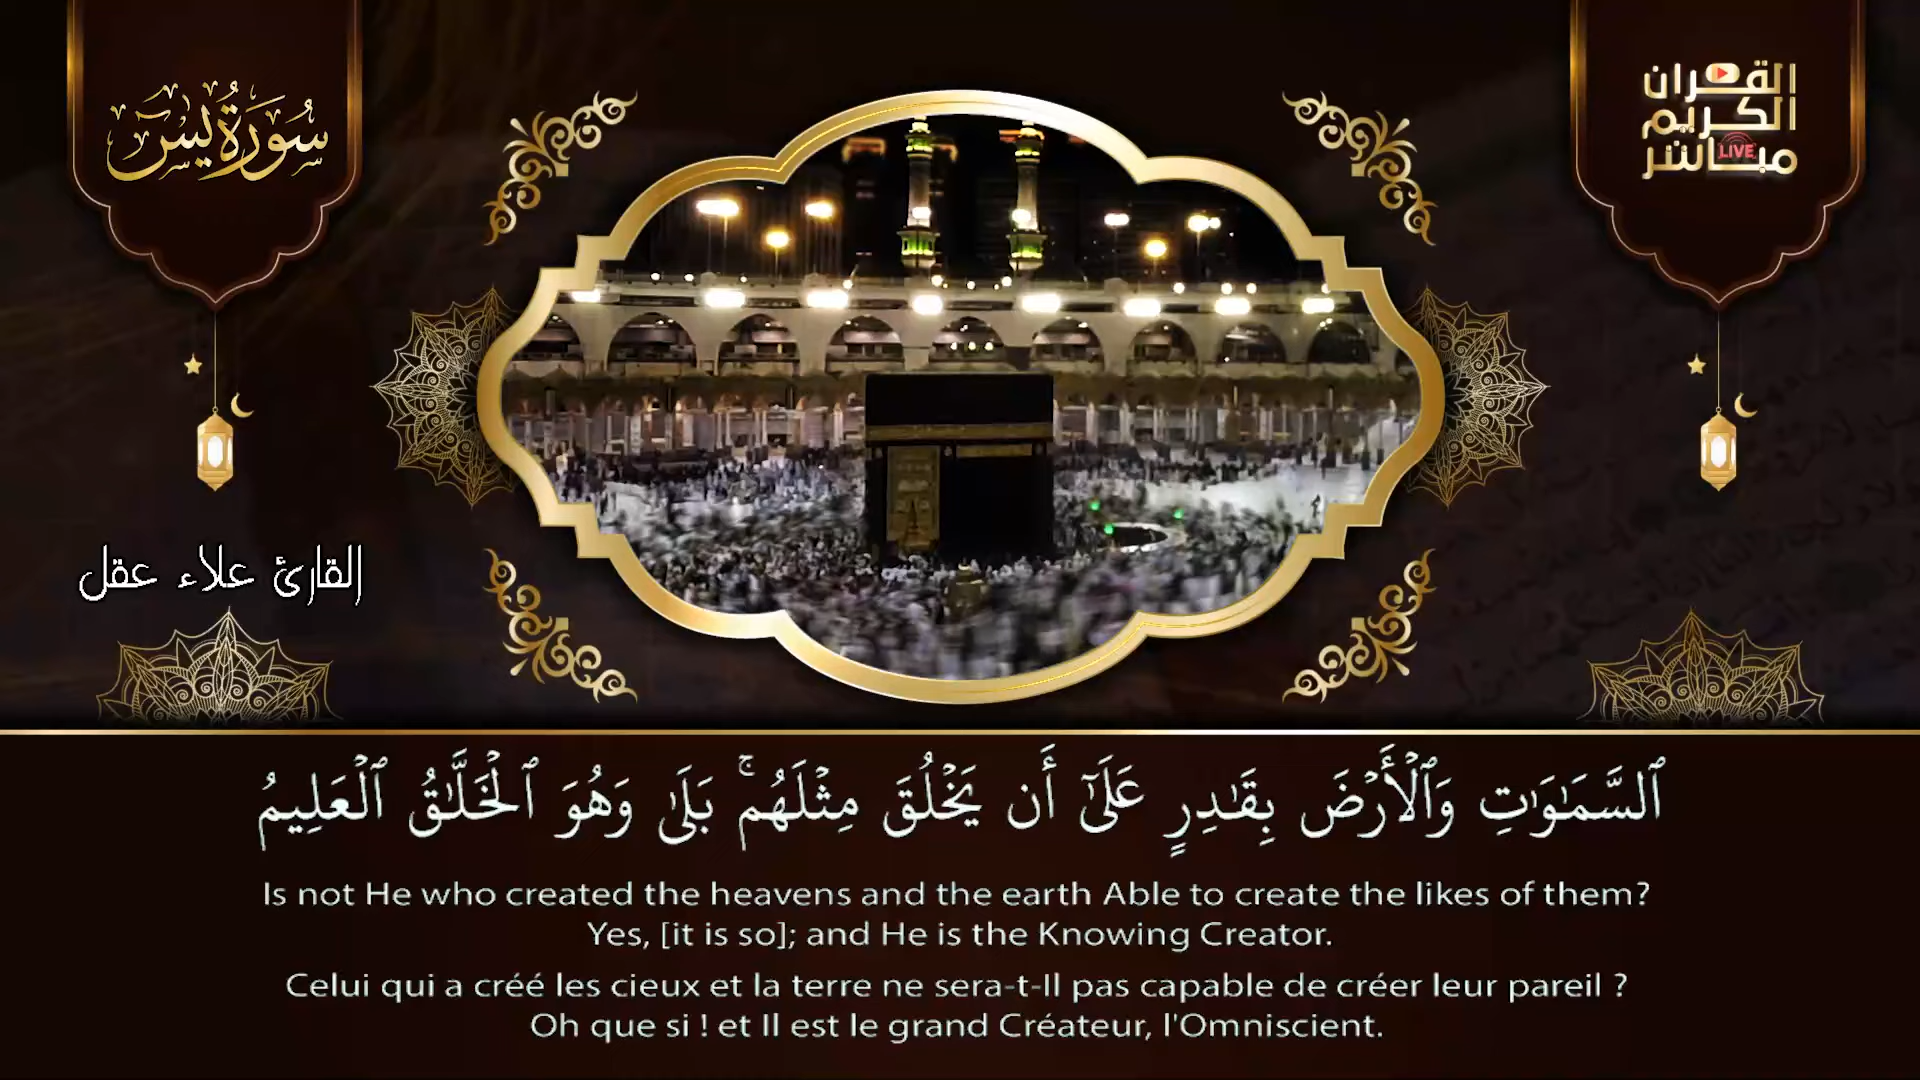 سُورَةُ يسٓ
القرآن
الكريم
مباشر
LIVE
القارئ علاء عقل
ٱلسَّمَٰوَٰتِ وَٱلْأَرْضَ بِقَٰدِرٍ عَلَىٰٓ أَن يَخْلُقَ مِثْلَهُم ۚ بَلَىٰ وَهُوَ ٱلْخَلَّٰقُ ٱلْعَلِيمُ
Is not He who created the heavens and the earth Able to create the likes of them?
Yes, [it is so]; and He is the Knowing Creator.
Celui qui a créé les cieux et la terre ne sera-t-Il pas capable de créer leur pareil ?
Oh que si ! et Il est le grand Créateur, l'Omniscient.